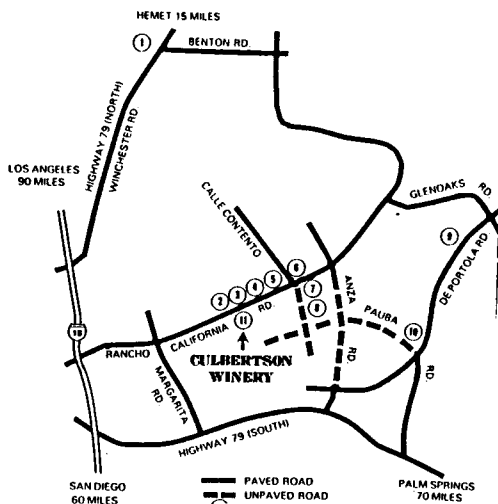 HEMET 15 MILES
1
BENTON RD.
HIGHWAY 79 (NORTH)
WINCHESTER RD
LOS ANGELES
90 MILES
CALLE CONTENTO
GLENOAKS RD
9
DE PORTOLA RD
2 3 4 5 6
7
8
11
ANZA RD
PAUBA RD.
10
15
RANCHO CALIFORNIA RD.
CULBERTSON
WINERY
MARGARITA
RD
HIGHWAY 79 (SOUTH)
SAN DIEGO
60 MILES
PALM SPRINGS
70 MILES
PAVED ROAD
UNPAVED ROAD